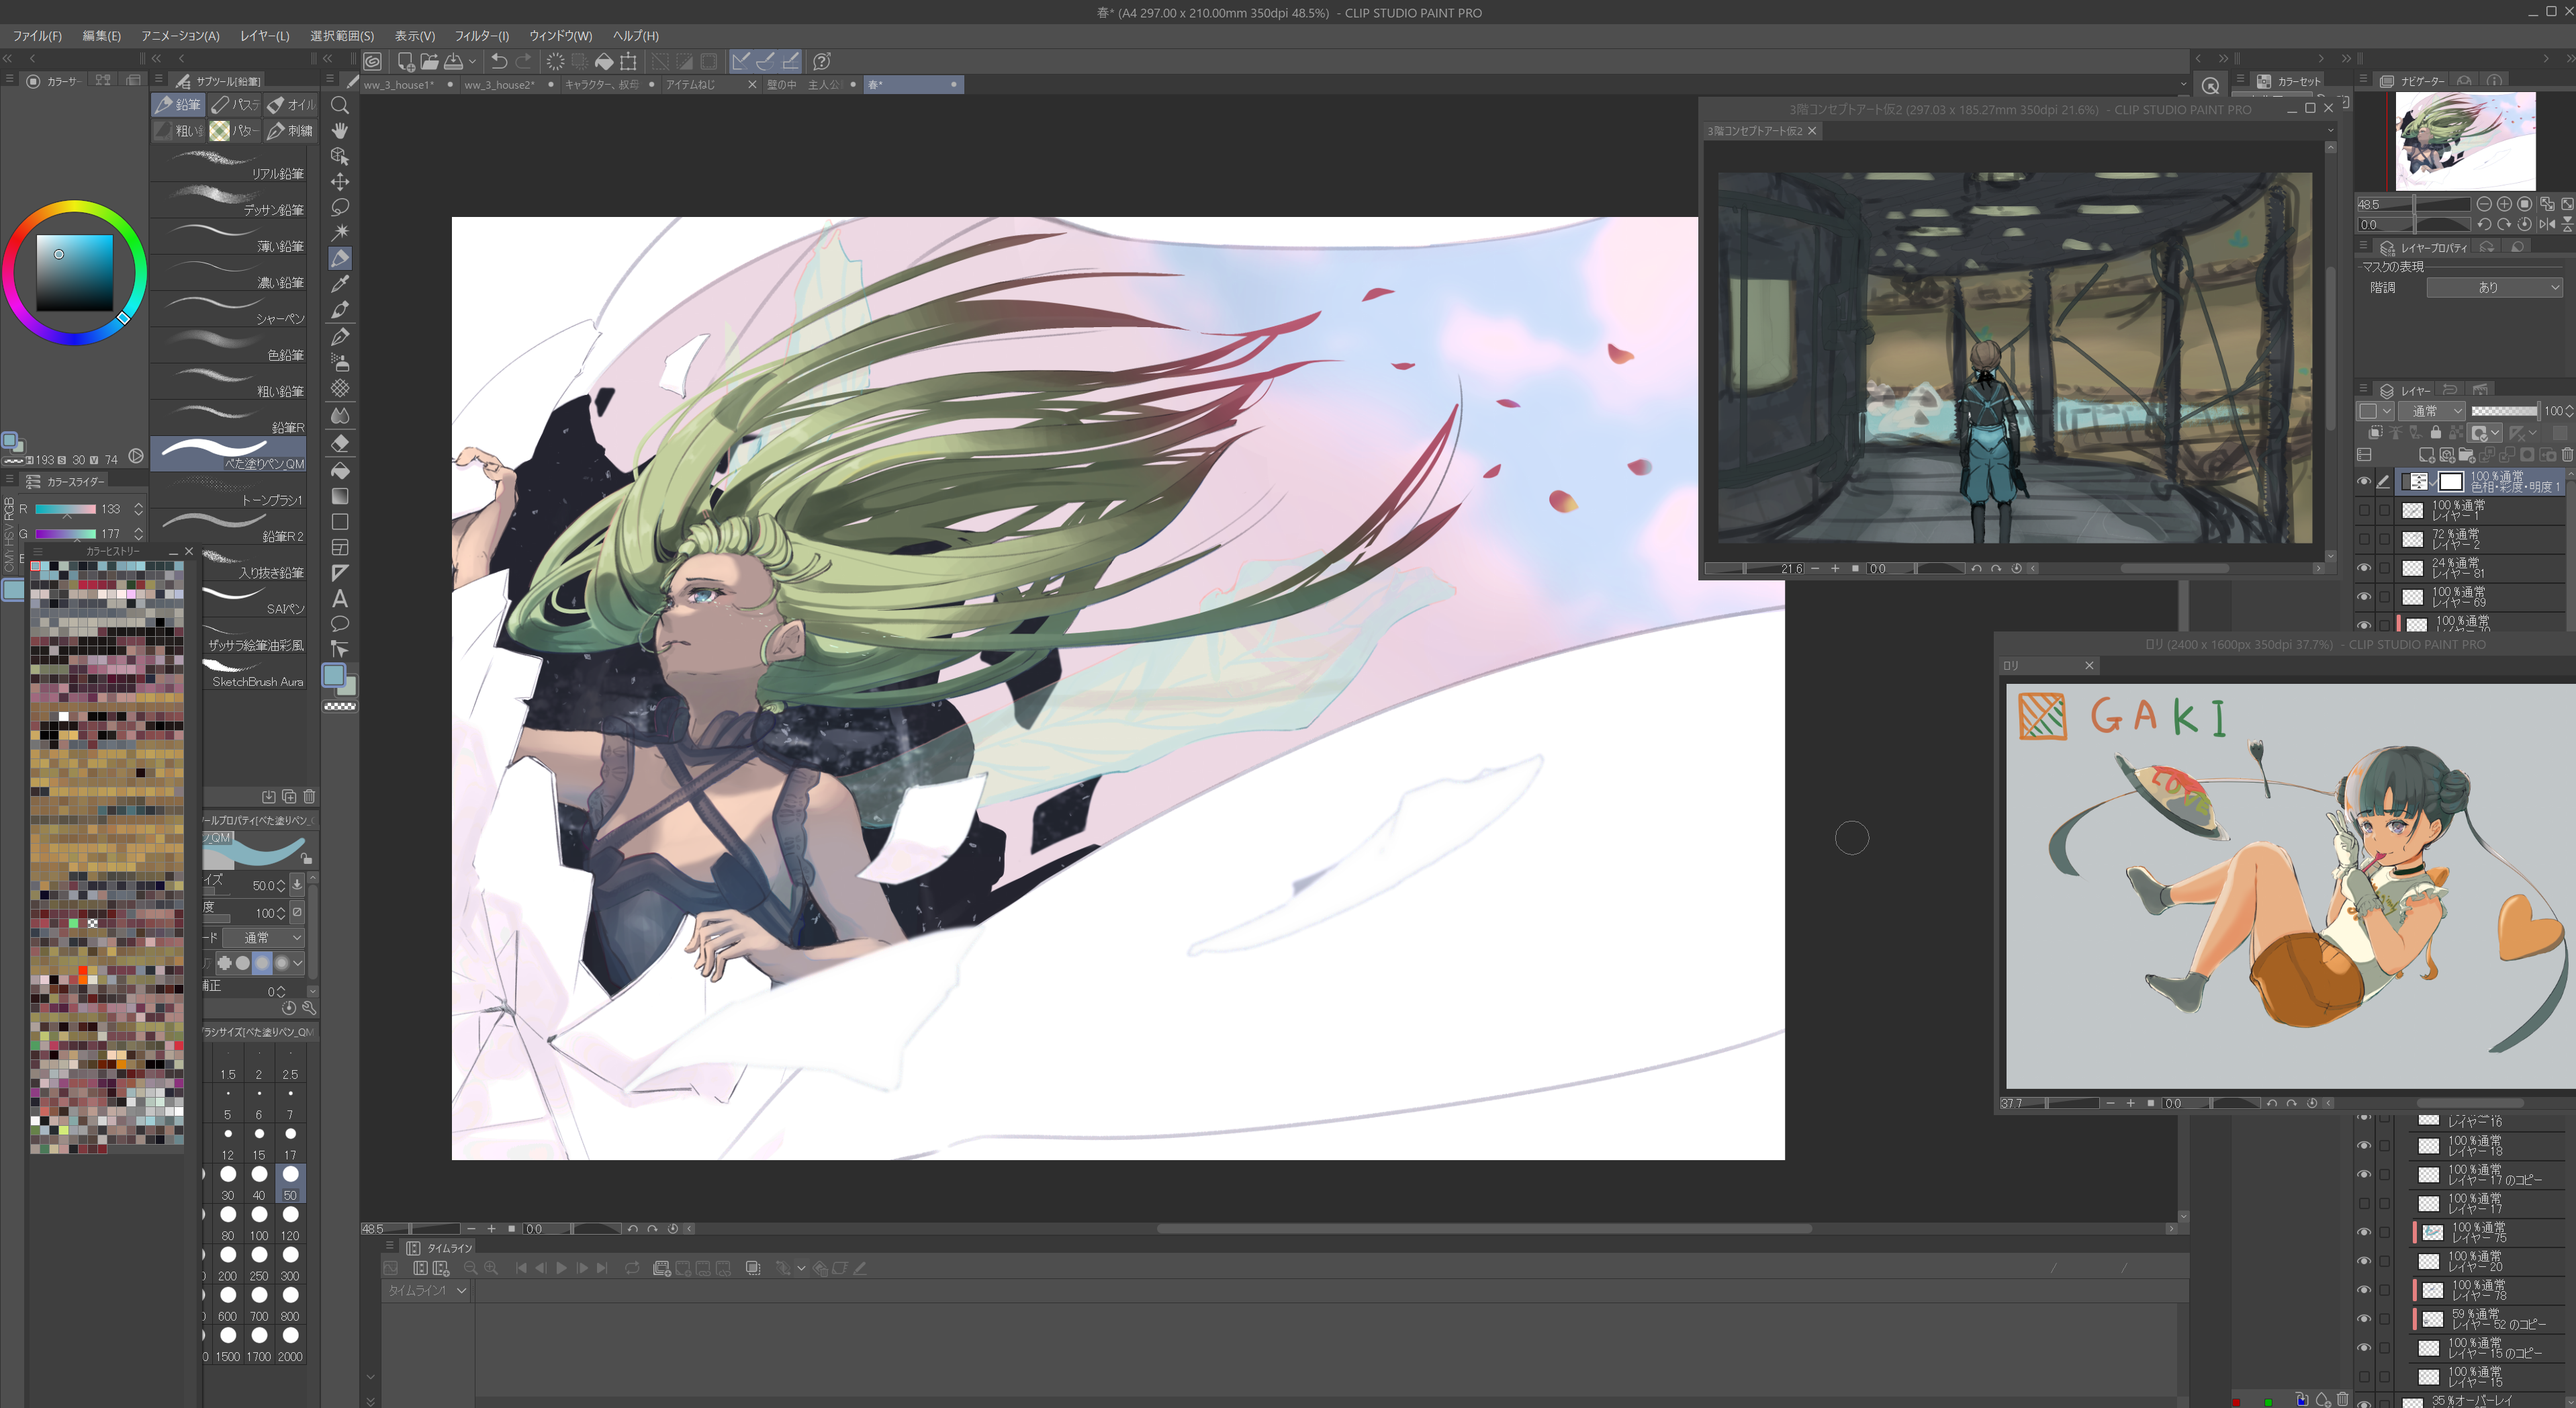 春* (A4 297.00 x 210.00mm 350dpi 48.5%) - CLIP STUDIO PAINT PRO
ファイル(F) 編集(E) アニメーション(A) レイヤー(L) 選択範囲(S) 表示(V) フィルター(I) ウィンドウ(W) ヘルプ(H)
カラーサー
サブツール[鉛筆]
ww_3_house1* ww_3_house2* キャラクター、叔母 アイテムねじ 壁の中 主人公 春*
カラーセット
ナビゲーター
鉛筆 パステ オイル
粗い パター 刺繍
リアル鉛筆
デッサン鉛筆
薄い鉛筆
濃い鉛筆
シャーペン
色鉛筆
粗い鉛筆
鉛筆R
べた塗りペン_QM
トーンブラシ1
鉛筆R2
入り抜き鉛筆
SAIペン
ザッサラ絵筆油彩風
SketchBrush Aura
H 193 S 30 V 74
カラースライダー
RGB
HSV
CMY
R 133
G 177
カラーヒストリー
ールプロパティ[べた塗りペン_
ン_QM
イズ 50.0
度 100
ード 通常
補正 0
ラシサイズ[べた塗りペン_QM
1.5 2 2.5
5 6 7
12 15 17
30 40 50
80 100 120
200 250 300
600 700 800
1500 1700 2000
3階コンセプトアート仮2 (297.03 x 185.27mm 350dpi 21.6%) - CLIP STUDIO PAINT PRO
3階コンセプトアート仮2
21.6 0.0
48.5
0.0
レイヤープロパティ
マスクの表現
階調 あり
レイヤー
通常 100
100 %通常
色相・彩度・明度 1
100 %通常
レイヤー 1
72 %通常
レイヤー 2
24 %通常
レイヤー 81
100 %通常
レイヤー 69
100 %通常
ロリ (2400 x 1600px 350dpi 37.7%) - CLIP STUDIO PAINT PRO
ロリ
GAKI
LOVE
37.7 0.0
レイヤー 16
100 %通常
レイヤー 18
100 %通常
レイヤー 17 のコピー
100 %通常
レイヤー 17
100 %通常
レイヤー 75
100 %通常
レイヤー 20
100 %通常
レイヤー 78
59 %通常
レイヤー 52 のコピー
100 %通常
レイヤー 15 のコピー
100 %通常
レイヤー 15
35 %オーバーレイ
48.5 0.0
タイムライン
タイムライン1